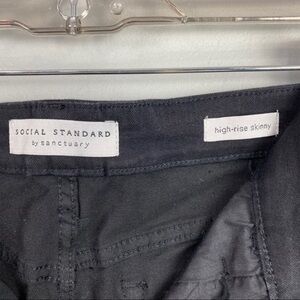 SOCIAL STANDARD
by sanctuary
high-rise skinny